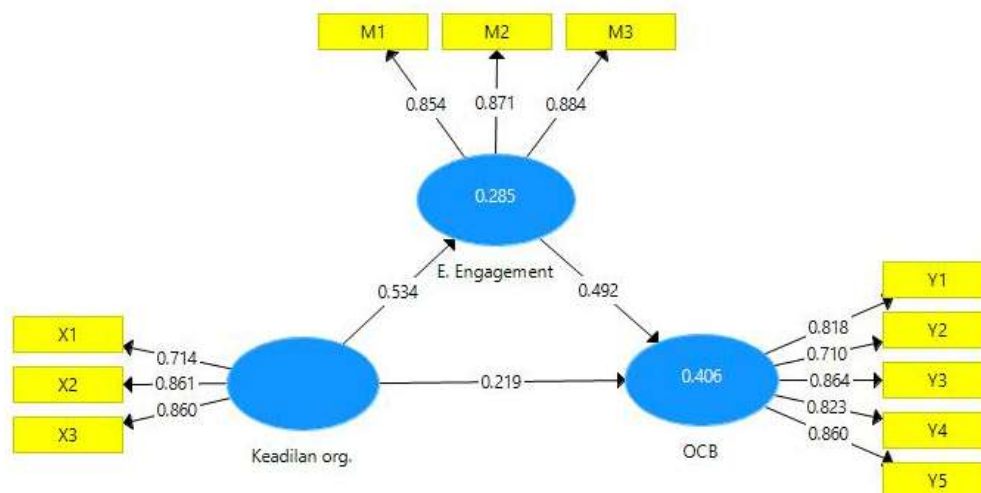 M1 M2 M3
0.854 0.871 0.884
0.285
E. Engagement
0.534 0.492
X1
0.714
X2
0.861
X3
0.860
Keadilan org.
0.219
0.406
OCB
Y1
0.818
Y2
0.710
Y3
0.864
Y4
0.823
Y5
0.860